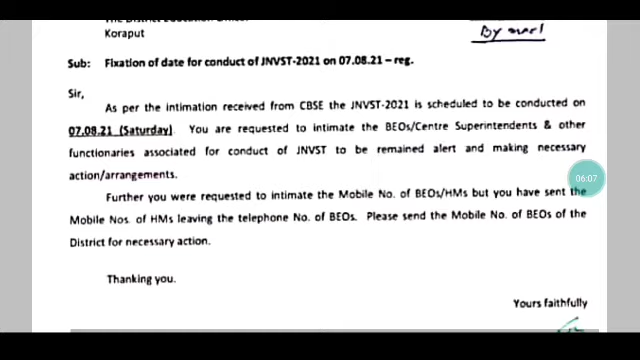 The District Education Officer
Koraput
By mail
Sub: Fixation of date for conduct of JNVST-2021 on 07.08.21 – reg.
Sir,
As per the intimation received from CBSE the JNVST-2021 is scheduled to be conducted on
07.08.21 (Saturday). You are requested to intimate the BEOs/Centre Superintendents & other
functionaries associated for conduct of JNVST to be remained alert and making necessary
action/arrangements.
06:07
Further you were requested to intimate the Mobile No. of BEOs/HMs but you have sent the
Mobile Nos. of HMs leaving the telephone No. of BEOs. Please send the Mobile No. of BEOs of the
District for necessary action.
Thanking you.
Yours faithfully